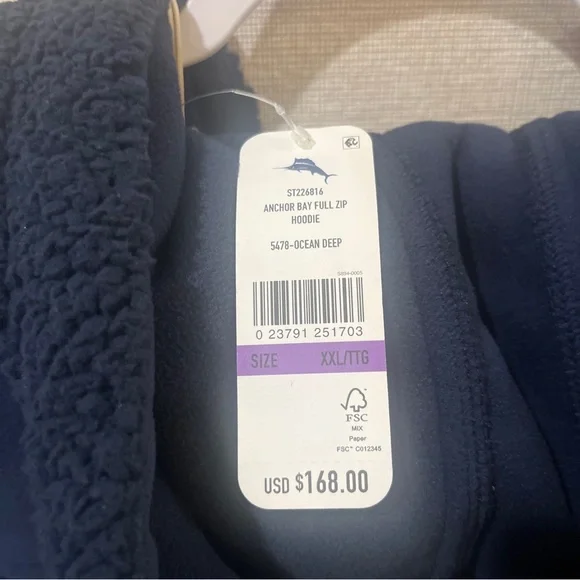 ST226816
ANCHOR BAY FULL ZIP
HOODIE
5478-OCEAN DEEP
0 23791 251703
SIZE XXL/TTG
FSC
MIX
Paper
FSC™ C012345
USD $168.00